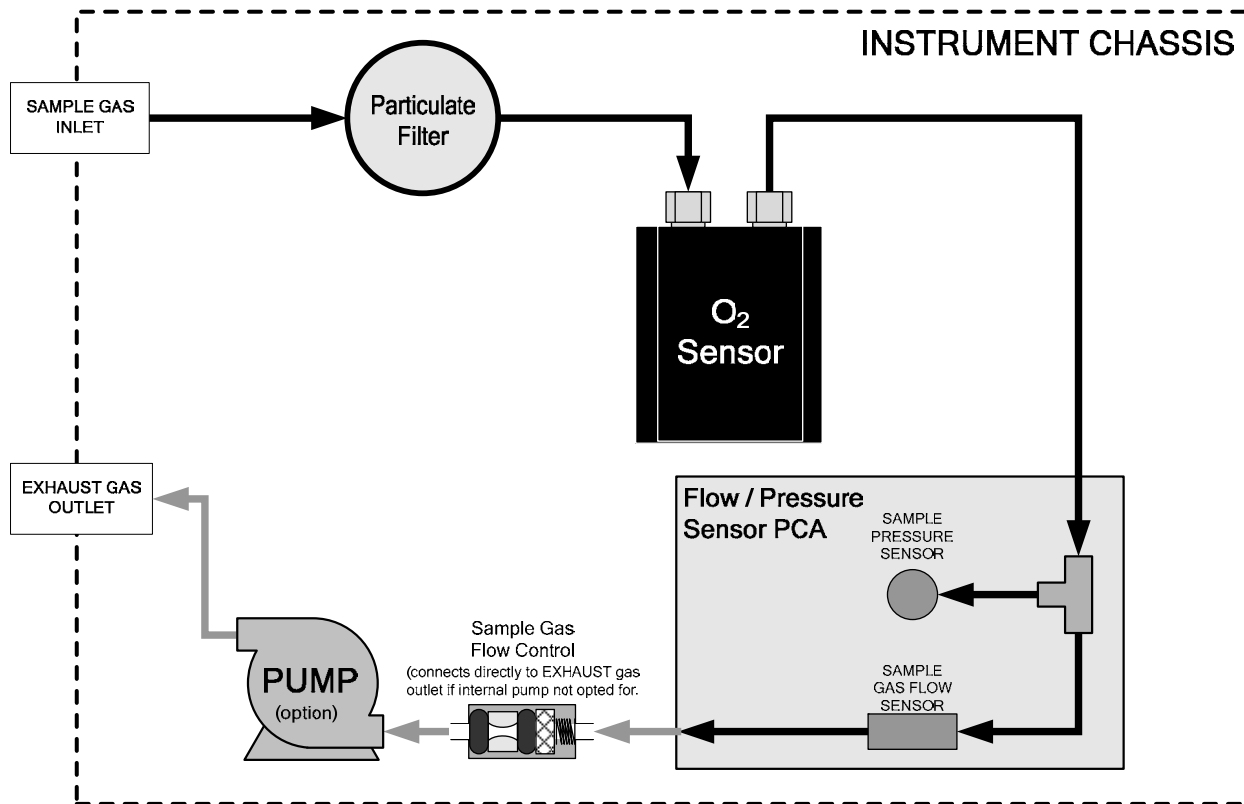 INSTRUMENT CHASSIS
SAMPLE GAS
INLET
Particulate
Filter
O₂
Sensor
EXHAUST GAS
OUTLET
Flow / Pressure
Sensor PCA
SAMPLE
PRESSURE
SENSOR
Sample Gas
Flow Control
(connects directly to EXHAUST gas
outlet if internal pump not opted for.
SAMPLE
GAS FLOW
SENSOR
PUMP
(option)